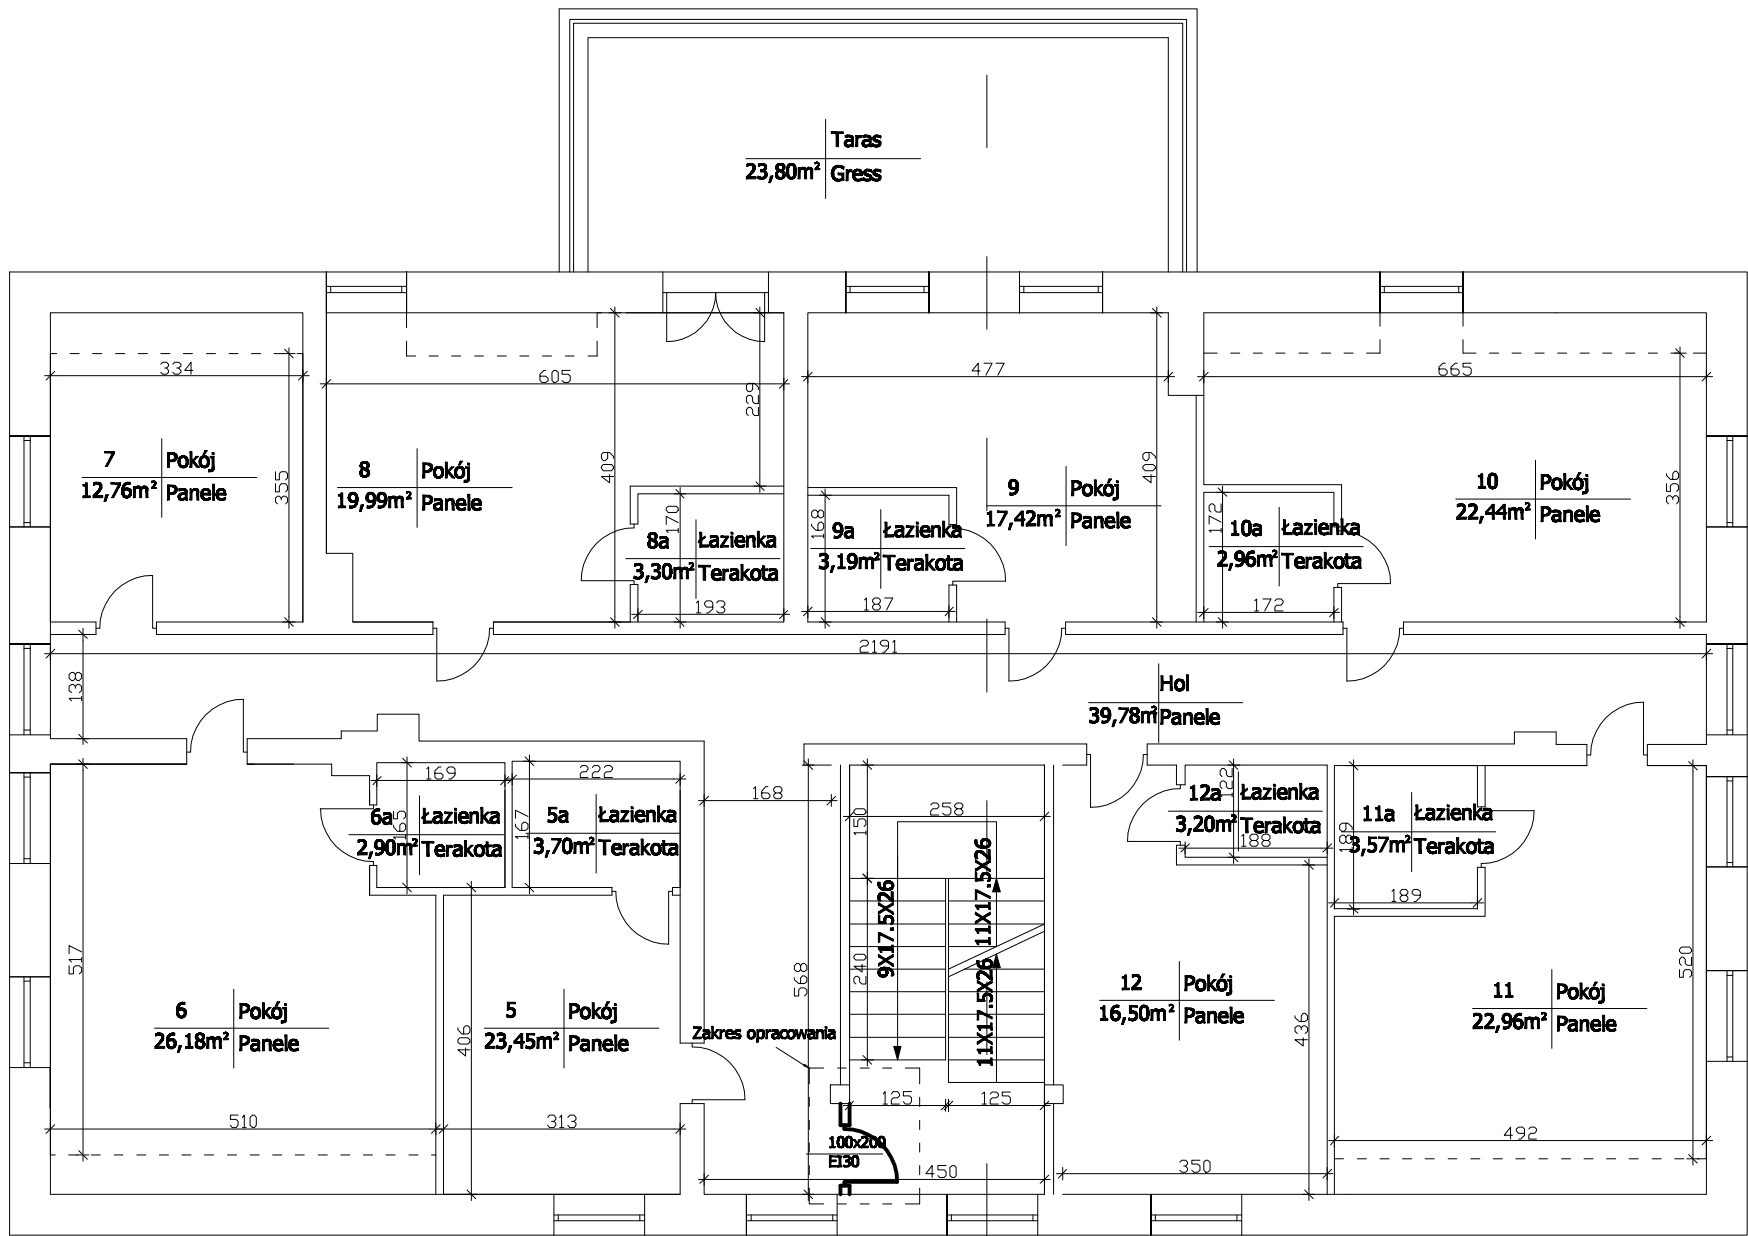 Taras
23,80m² Gress
334
605
477
665
229
409
409
355
356
7 Pokój
12,76m² Panele
8 Pokój
19,99m² Panele
9 Pokój
17,42m² Panele
10 Pokój
22,44m² Panele
170
168
172
8a Łazienka
3,30m² Terakota
9a Łazienka
3,19m² Terakota
10a Łazienka
2,96m² Terakota
193
187
172
2191
138
Hol
39,78m² Panele
169
222
168
258
150
122
6a Łazienka
2,90m² Terakota
165
5a Łazienka
3,70m² Terakota
167
12a Łazienka
3,20m² Terakota
188
11a Łazienka
3,57m² Terakota
189
189
9X17.5X26
11X17.5X26
11X17.5X26
240
568
517
520
406
436
6 Pokój
26,18m² Panele
5 Pokój
23,45m² Panele
12 Pokój
16,50m² Panele
11 Pokój
22,96m² Panele
Zakres opracowania
125
125
510
313
492
100x200
EI30
450
350